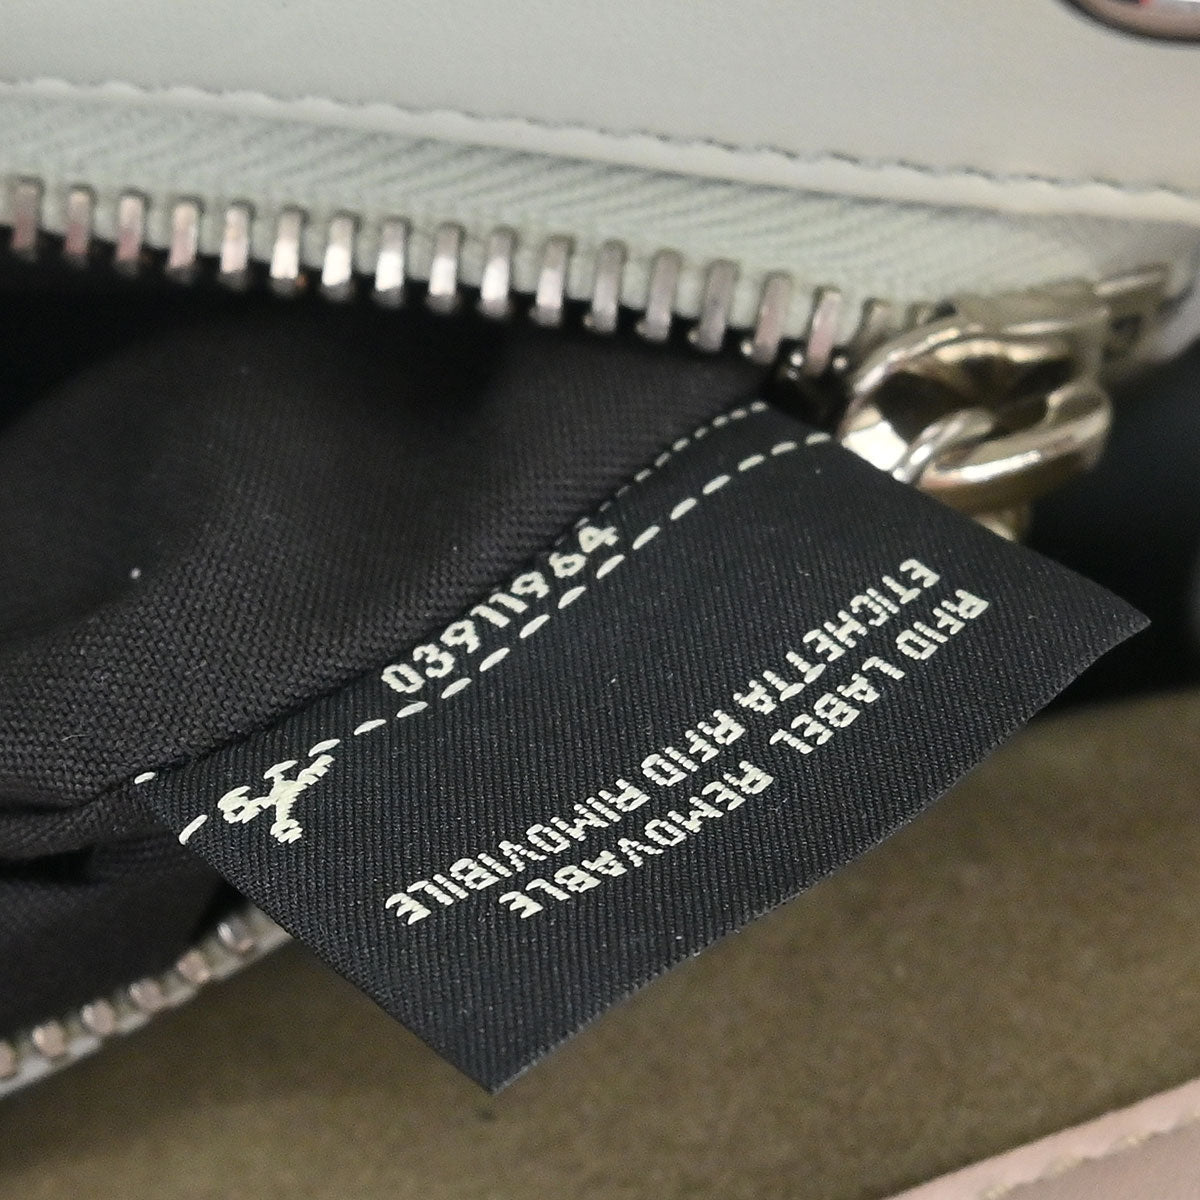 03911964
RFID LABEL REMOVABLE
ETICHETTA RFID RIMOVIBILE